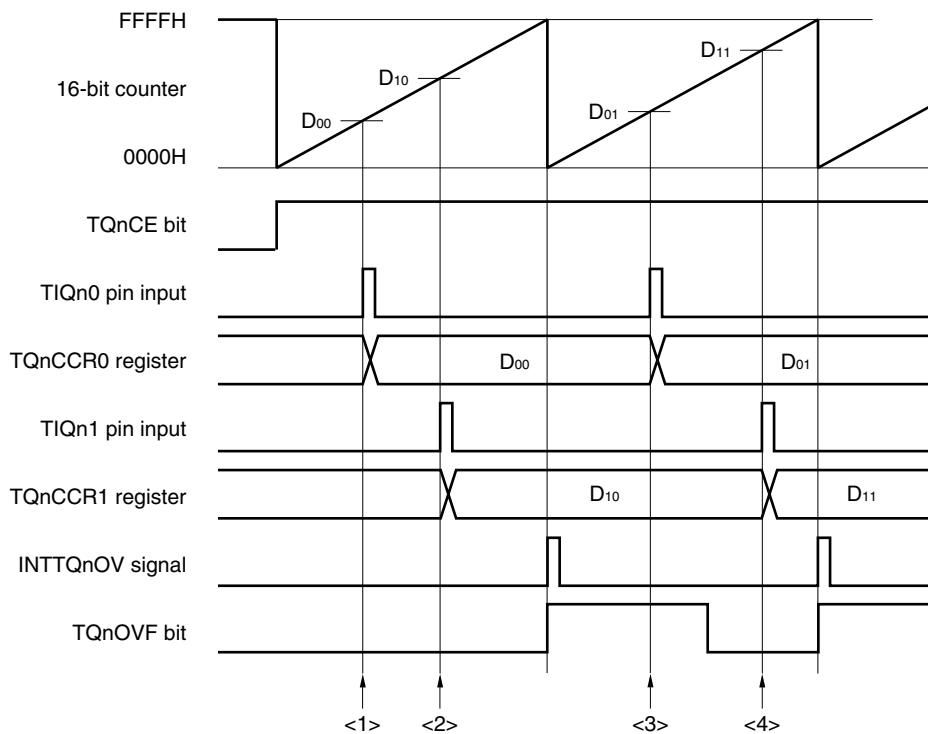 FFFFH
16-bit counter
0000H
D00
D10
D01
D11
TQnCE bit
TIQn0 pin input
TQnCCR0 register
D00
D01
TIQn1 pin input
TQnCCR1 register
D10
D11
INTTQnOV signal
TQnOVF bit
<1>
<2>
<3>
<4>